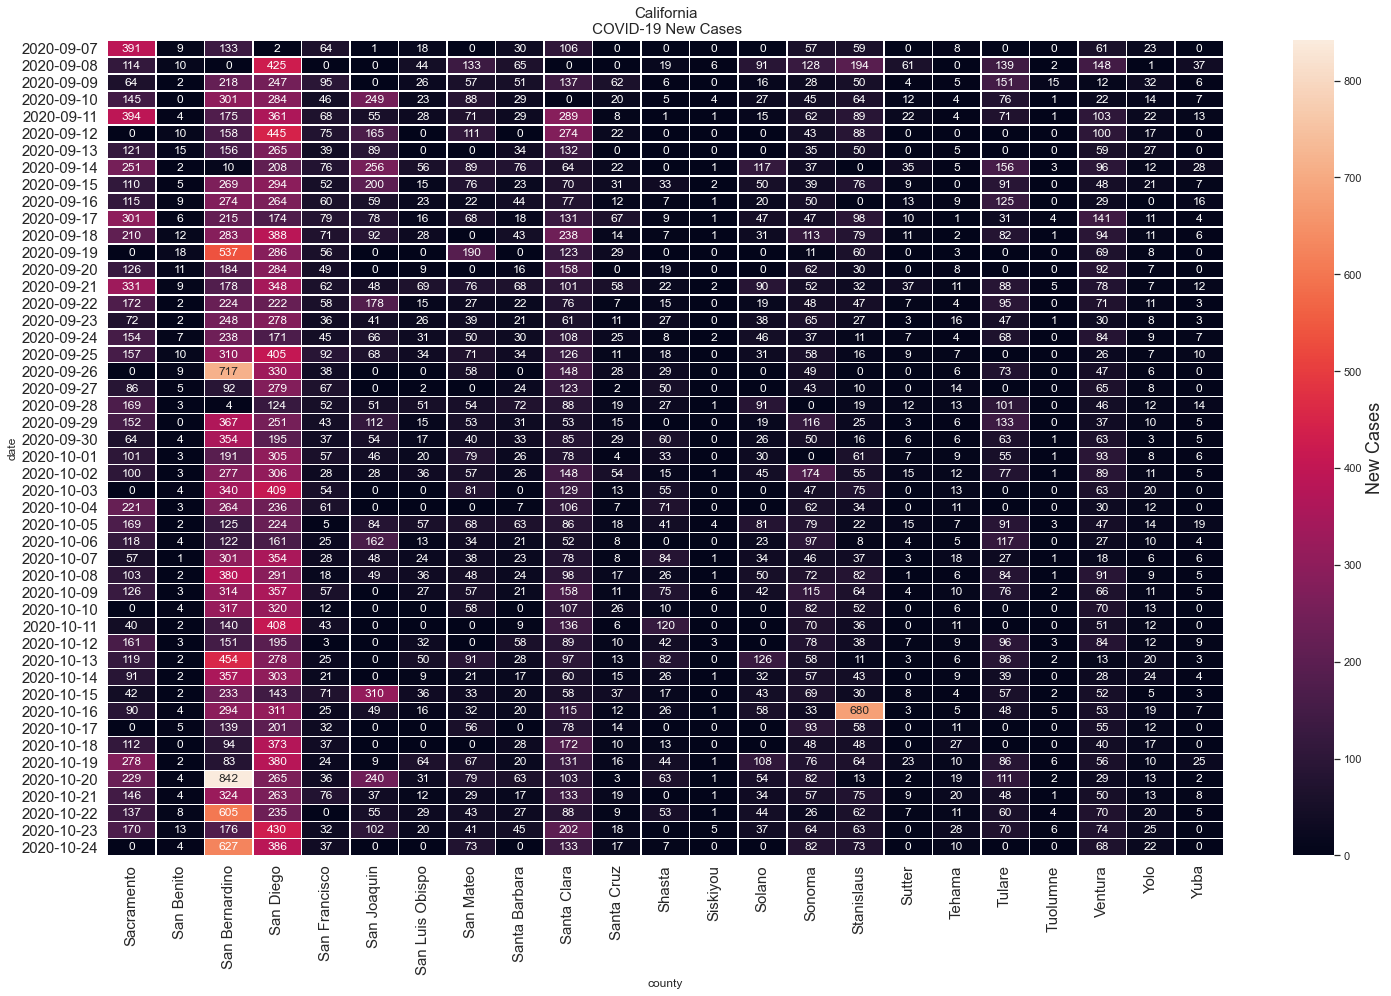 California
COVID-19 New Cases
2020-09-07 391 9 133 2 64 1 18 0 30 106 0 0 0 0 57 59 0 8 0 0 61 23 0
2020-09-08 114 10 0 425 0 0 44 133 65 0 0 19 6 91 128 194 61 0 139 2 148 1 37
2020-09-09 64 2 218 247 95 0 26 57 51 137 62 6 0 16 28 50 4 5 151 15 12 32 6
2020-09-10 145 0 301 284 46 249 23 88 29 0 20 5 4 27 45 64 12 4 76 1 22 14 7
2020-09-11 394 4 175 361 68 55 28 71 29 289 8 1 1 15 62 89 22 4 71 1 103 22 13
2020-09-12 0 10 158 445 75 165 0 111 0 274 22 0 0 0 43 88 0 0 0 0 100 17 0
2020-09-13 121 15 156 265 39 89 0 0 34 132 0 0 0 0 35 50 0 5 0 0 59 27 0
2020-09-14 251 2 10 208 76 256 56 89 76 64 22 0 1 117 37 0 35 5 156 3 96 12 28
2020-09-15 110 5 269 294 52 200 15 76 23 70 31 33 2 50 39 76 9 0 91 0 48 21 7
2020-09-16 115 9 274 264 60 59 23 22 44 77 12 7 1 20 50 0 13 9 125 0 29 0 16
2020-09-17 301 6 215 174 79 78 16 68 18 131 67 9 1 47 47 98 10 1 31 4 141 11 4
2020-09-18 210 12 283 388 71 92 28 0 43 238 14 7 1 31 113 79 11 2 82 1 94 11 6
2020-09-19 0 18 537 286 56 0 0 190 0 123 29 0 0 0 11 60 0 3 0 0 69 8 0
2020-09-20 126 11 184 284 49 0 9 0 16 158 0 19 0 0 62 30 0 8 0 0 92 7 0
2020-09-21 331 9 178 348 62 48 69 76 68 101 58 22 2 90 52 32 37 11 88 5 78 7 12
2020-09-22 172 2 224 222 58 178 15 27 22 76 7 15 0 19 48 47 7 4 95 0 71 11 3
2020-09-23 72 2 248 278 36 41 26 39 21 61 11 27 0 38 65 27 3 16 47 1 30 8 3
2020-09-24 154 7 238 171 45 66 31 50 30 108 25 8 2 46 37 11 7 4 68 0 84 9 7
2020-09-25 157 10 310 405 92 68 34 71 34 126 11 18 0 31 58 16 9 7 0 0 26 7 10
2020-09-26 0 9 717 330 38 0 0 58 0 148 28 29 0 0 49 0 0 6 73 0 47 6 0
2020-09-27 86 5 92 279 67 0 2 0 24 123 2 50 0 0 43 10 0 14 0 0 65 8 0
2020-09-28 169 3 4 124 52 51 51 54 72 88 19 27 1 91 0 19 12 13 101 0 46 12 14
2020-09-29 152 0 367 251 43 112 15 53 31 53 15 0 0 20 116 25 3 6 133 0 37 10 5
2020-09-30 64 4 354 195 37 54 17 40 33 85 29 60 0 26 50 16 6 6 63 1 63 3 5
2020-10-01 101 3 191 305 57 46 20 79 26 78 4 33 0 30 0 61 7 9 55 1 93 8 6
2020-10-02 100 3 277 306 28 28 36 57 26 148 54 15 1 45 174 55 15 12 77 1 89 11 5
2020-10-03 0 4 340 409 54 0 0 81 0 129 13 55 0 0 47 75 0 13 0 0 63 20 0
2020-10-04 221 3 264 236 61 0 0 0 7 106 7 71 0 0 62 34 0 11 0 0 30 12 0
2020-10-05 169 2 125 224 5 84 57 68 63 86 18 41 4 81 79 22 15 7 91 3 47 14 19
2020-10-06 118 4 122 161 25 162 13 34 21 52 8 0 0 23 97 8 4 5 117 0 27 10 4
2020-10-07 57 1 301 354 28 48 24 38 23 78 8 84 1 34 46 37 3 18 27 1 18 6 6
2020-10-08 103 2 380 291 18 49 36 48 24 98 17 26 1 50 72 82 1 6 84 1 91 9 5
2020-10-09 126 3 314 357 57 0 27 57 21 158 11 75 6 42 115 64 4 10 76 2 66 11 5
2020-10-10 0 4 317 320 12 0 0 58 0 107 26 10 0 0 82 52 0 6 0 0 70 13 0
2020-10-11 40 2 140 408 43 0 0 0 9 136 6 120 0 0 70 36 0 11 0 0 51 12 0
2020-10-12 161 3 151 195 3 0 32 0 58 89 10 42 3 0 78 38 7 9 96 3 84 12 9
2020-10-13 119 2 454 278 25 0 50 91 28 97 13 82 0 126 58 11 3 6 86 2 13 20 3
2020-10-14 91 2 357 303 21 0 9 21 17 60 15 26 1 32 57 43 0 9 39 0 28 24 4
2020-10-15 42 2 233 143 71 310 36 33 20 58 37 17 0 43 69 30 8 4 57 2 52 5 3
2020-10-16 90 4 294 311 25 49 16 32 20 115 12 26 1 58 33 680 3 5 48 5 53 19 7
2020-10-17 0 5 139 201 32 0 0 56 0 78 14 0 0 0 93 58 0 11 0 0 55 12 0
2020-10-18 112 0 94 373 37 0 0 0 28 172 10 13 0 0 48 48 0 27 0 0 40 17 0
2020-10-19 278 2 83 380 24 9 64 67 20 131 16 44 1 108 76 64 23 10 86 6 56 10 25
2020-10-20 229 4 842 265 36 240 31 79 63 103 3 63 1 54 82 13 2 19 111 2 29 13 2
2020-10-21 146 4 324 263 76 37 12 29 17 133 19 0 1 34 57 75 9 20 48 1 50 13 8
2020-10-22 137 8 605 235 0 55 29 43 27 88 9 53 1 44 26 62 7 11 60 4 70 20 5
2020-10-23 170 13 176 430 32 102 20 41 45 202 18 0 5 37 64 63 0 28 70 6 74 25 0
2020-10-24 0 4 627 386 37 0 0 73 0 133 17 7 0 0 82 73 0 10 0 0 68 22 0
date
Sacramento San Benito San Bernardino San Diego San Francisco San Joaquin San Luis Obispo San Mateo Santa Barbara Santa Clara Santa Cruz Shasta Siskiyou Solano Sonoma Stanislaus Sutter Tehama Tulare Tuolumne Ventura Yolo Yuba
county
800
700
600
500
400
300
200
100
0
New Cases